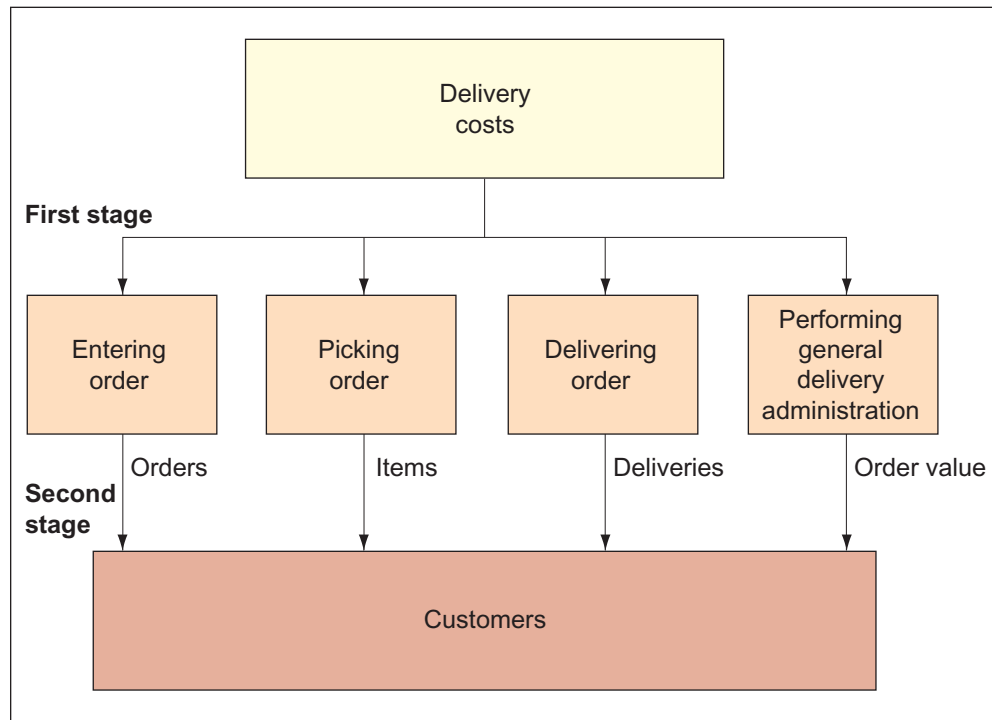 Delivery
costs
First stage
Entering
order
Picking
order
Delivering
order
Performing
general
delivery
administration
Orders
Items
Deliveries
Order value
Second
stage
Customers